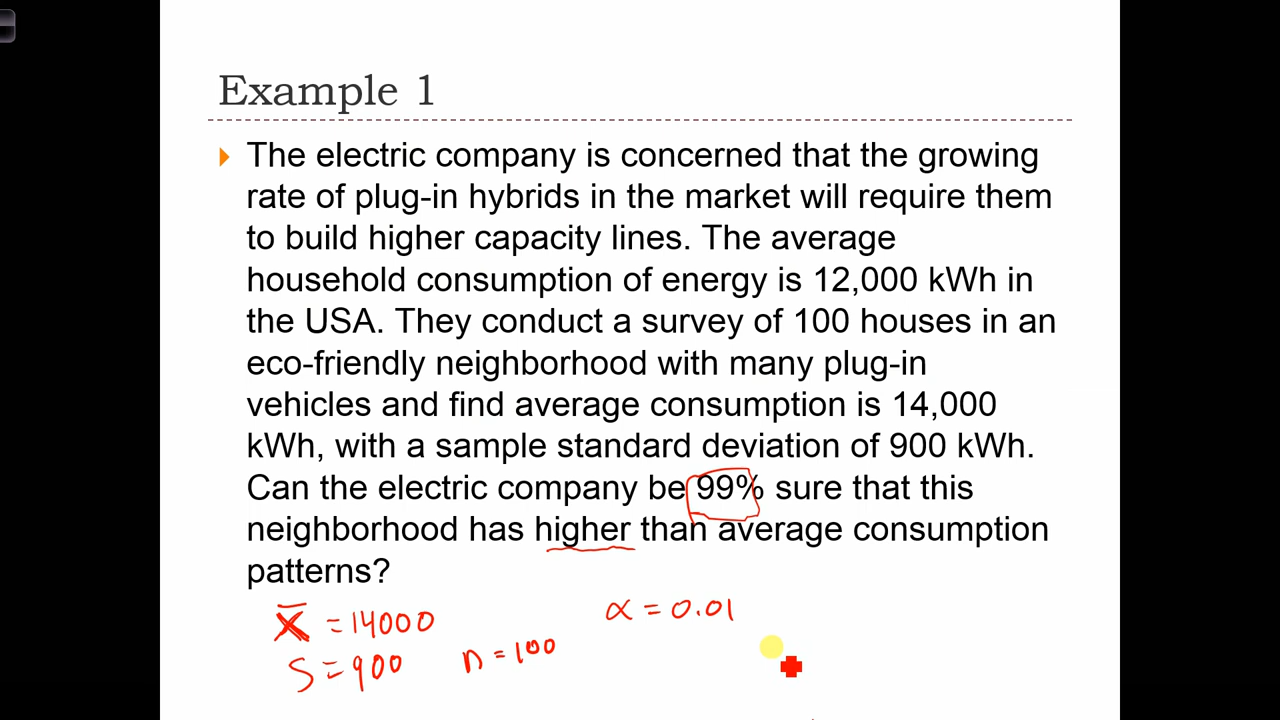 Example 1
The electric company is concerned that the growing
rate of plug-in hybrids in the market will require them
to build higher capacity lines. The average
household consumption of energy is 12,000 kWh in
the USA. They conduct a survey of 100 houses in an
eco-friendly neighborhood with many plug-in
vehicles and find average consumption is 14,000
kWh, with a sample standard deviation of 900 kWh.
Can the electric company be 99% sure that this
neighborhood has higher than average consumption
patterns?
x̄ = 14000
α = 0.01
S = 900
n = 100